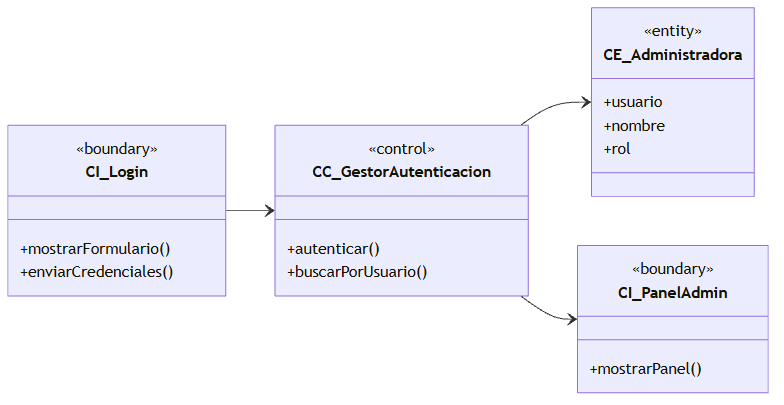 «boundary»
CI_Login
+mostrarFormulario()
+enviarCredenciales()
«control»
CC_GestorAutenticacion
+autenticar()
+buscarPorUsuario()
«entity»
CE_Administradora
+usuario
+nombre
+rol
«boundary»
CI_PanelAdmin
+mostrarPanel()